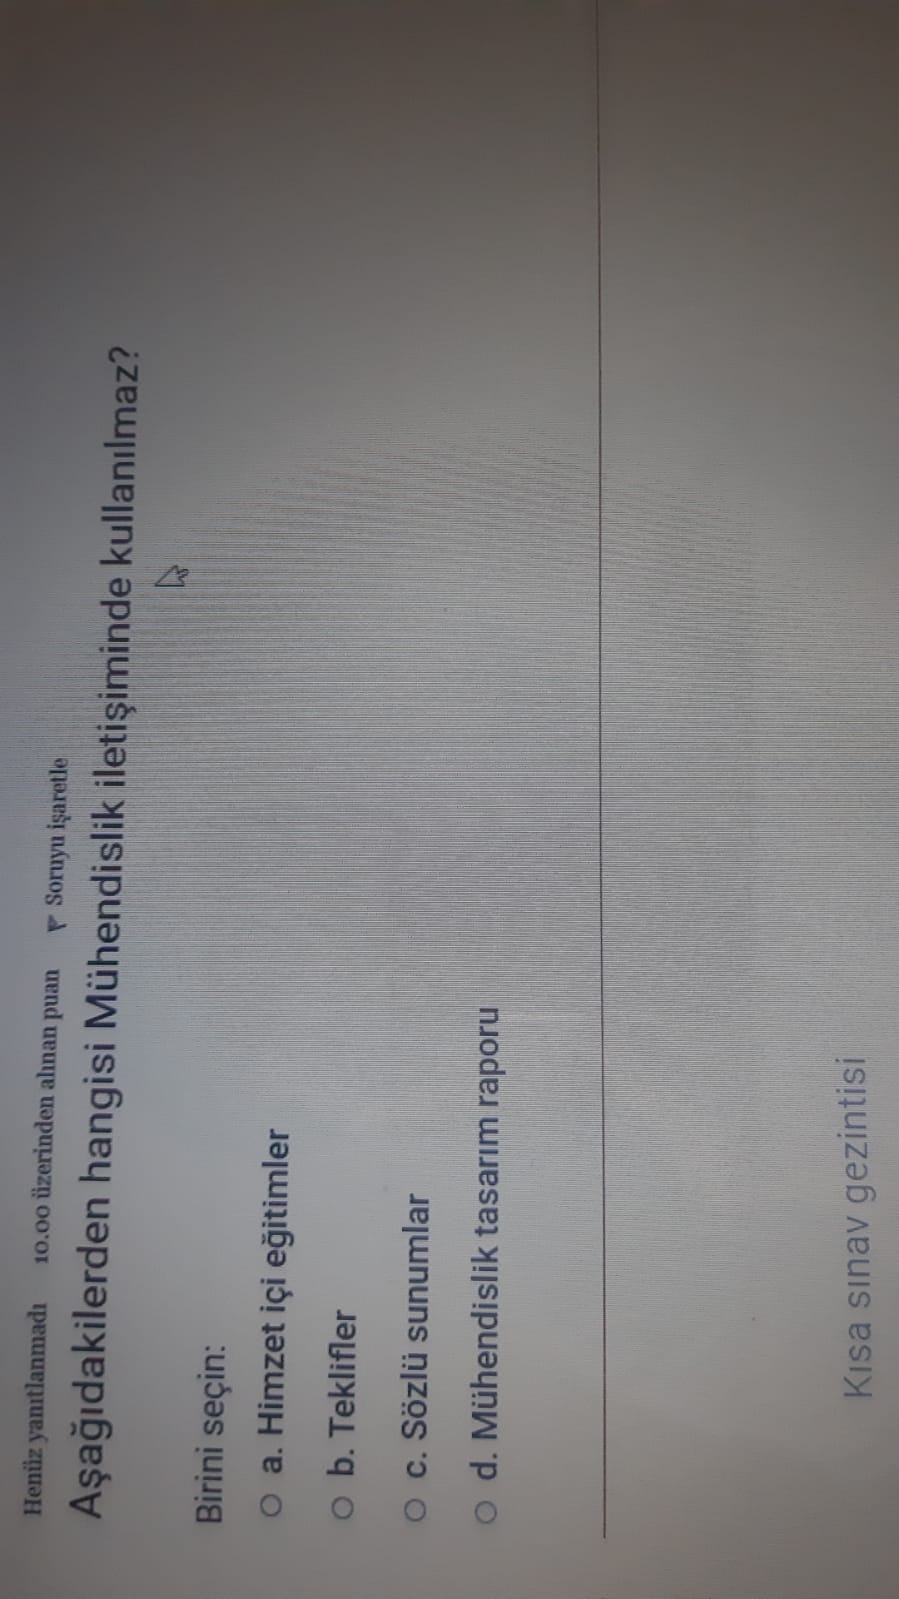 Henüz yanıtlanmadı 10.00 üzerinden alınan puan Soruyu işaretle
Aşağıdakilerden hangisi Mühendislik iletişiminde kullanılmaz?
Birini seçin:
a. Himzet içi eğitimler
b. Teklifler
c. Sözlü sunumlar
d. Mühendislik tasarım raporu
Kısa sınav gezintisi